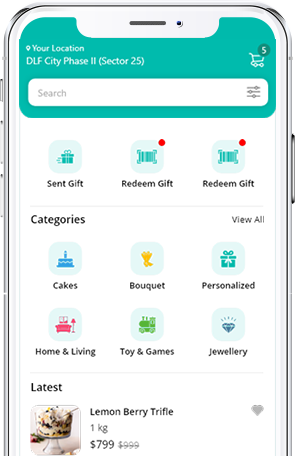 Your Location
DLF City Phase II (Sector 25)
5
Search
Sent Gift
Redeem Gift
Redeem Gift
Categories
View All
Cakes
Bouquet
Personalized
Home & Living
Toy & Games
Jewellery
Latest
Lemon Berry Trifle
1 kg
$799 $999